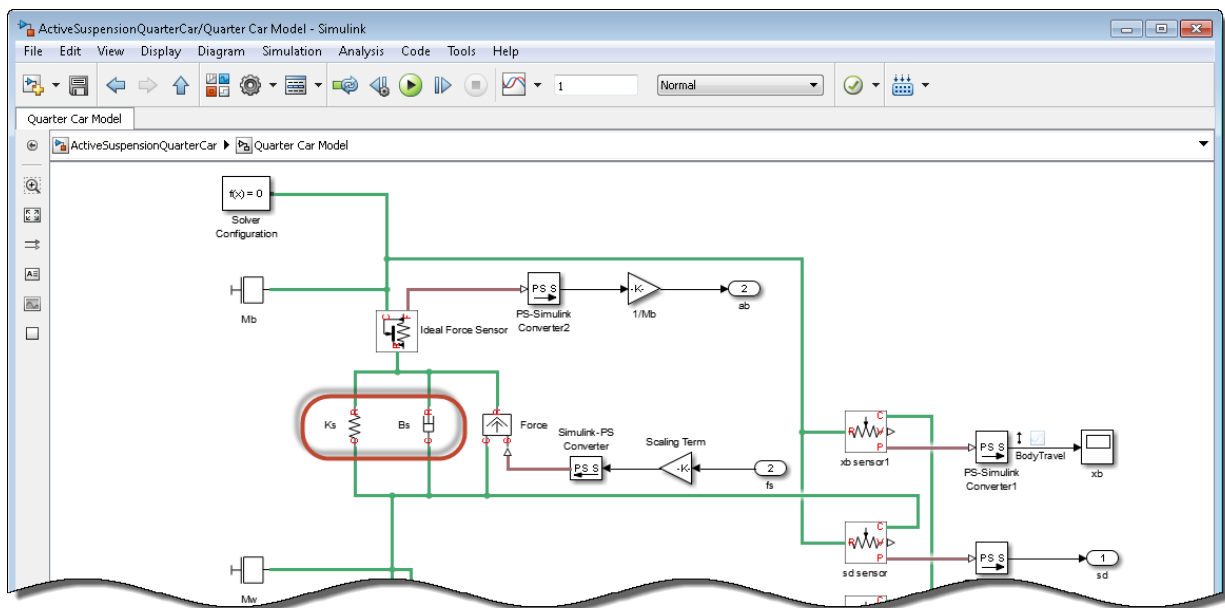 ActiveSuspensionQuarterCar/Quarter Car Model - Simulink
File Edit View Display Diagram Simulation Analysis Code Tools Help
1
Normal
Quarter Car Model
ActiveSuspensionQuarterCar
Quarter Car Model
f(x) = 0
Solver
Configuration
Mb
C
F
R
Ideal Force Sensor
PS S
PS-Simulink
Converter2
-K-
1/Mb
2
ab
Ks
R
C
Bs
R
C
R
C
S
Force
Simulink-PS
Converter
PS S
Scaling Term
-K-
2
fs
C
R
V
P
xb sensor1
PS S
PS-Simulink
Converter1
BodyTravel
xb
C
R
V
P
sd sensor
PS S
1
sd
Mw
C